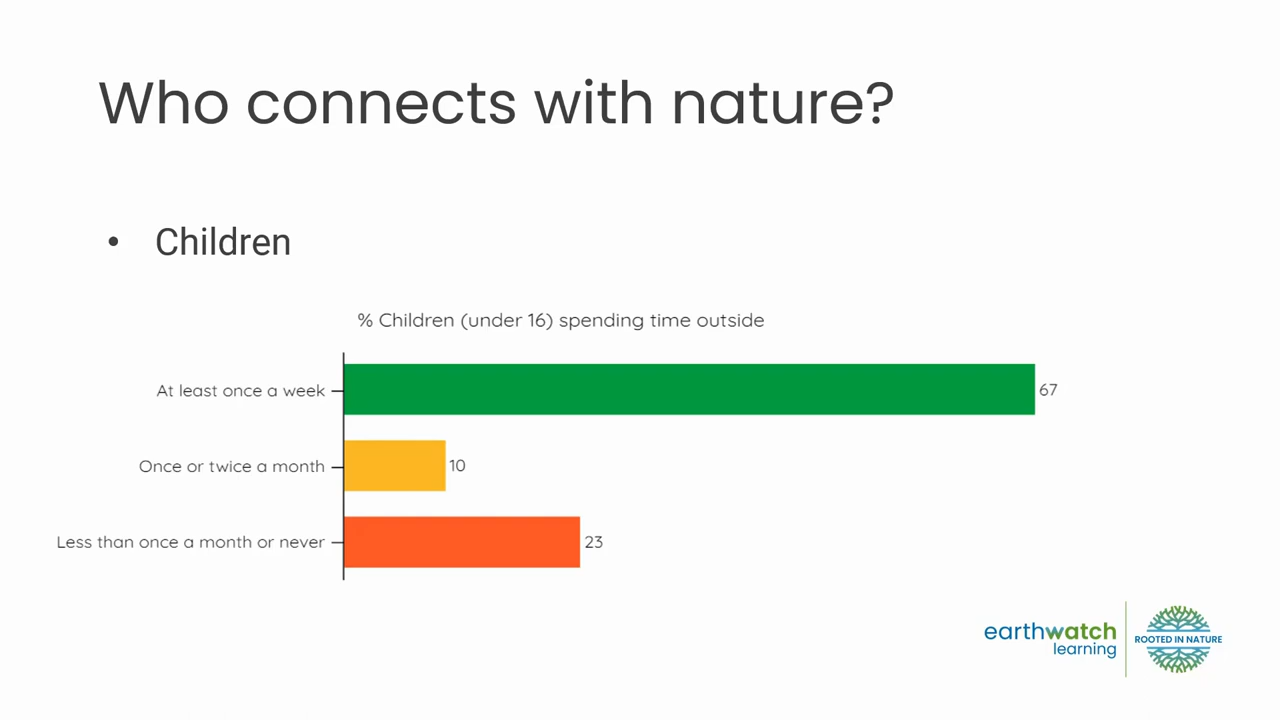 Who connects with nature?
• Children
% Children (under 16) spending time outside
At least once a week 67
Once or twice a month 10
Less than once a month or never 23
earthwatch
learning
ROOTED IN NATURE